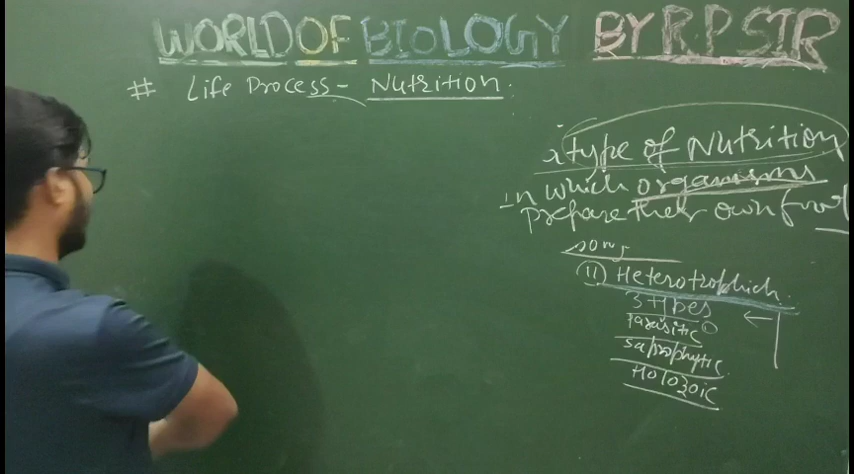 WORLD OF BIOLOGY BY R.P SIR
# Life Process- Nutrition.
type of Nutrition
in which organisms
prepare their own food
(ii) Heterotrophich.
3 types
Parasitic
saprophytic
Holozoic